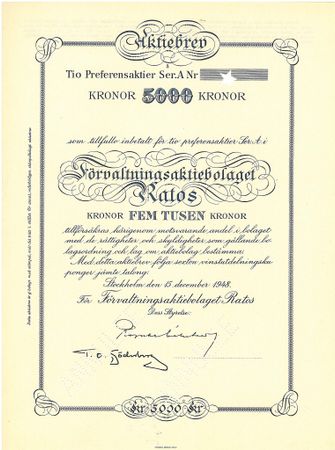 Aktiebrev
å
Tio Preferensaktier Ser. A Nr
KRONOR 5000 KRONOR
som tillfullo inbetalt för tio preferensaktier Ser. A i
Förvaltningsaktiebolaget
Ratos
KRONOR FEM TUSEN KRONOR
tillförsäkres härigenom motsvarande andel i bolaget
med de rättigheter och skyldigheter som gällande bo-
lagsordning och lag om aktiebolag bestämma.
Med detta aktiebrev följa sexton vinstutdelningsku-
ponger jämte talong.
Stockholm den 15 december 1948.
För Förvaltningsaktiebolaget Ratos
Dess Styrelse:
T. O. Söderberg
Kr 5000 Kr